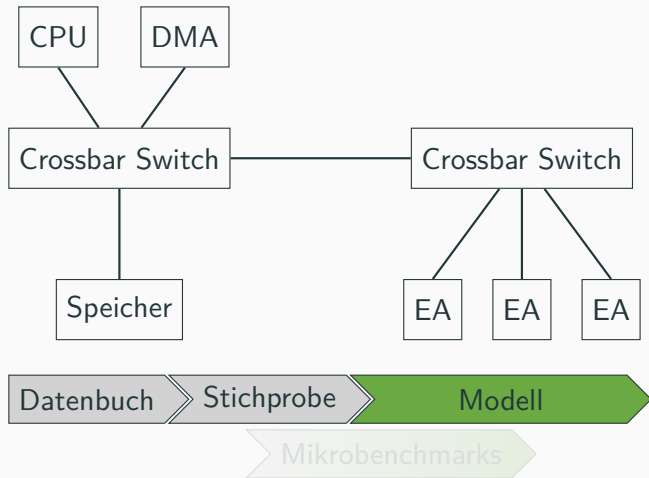 CPU DMA
Crossbar Switch Crossbar Switch
Speicher EA EA EA
Datenbuch Stichprobe Modell
Mikrobenchmarks